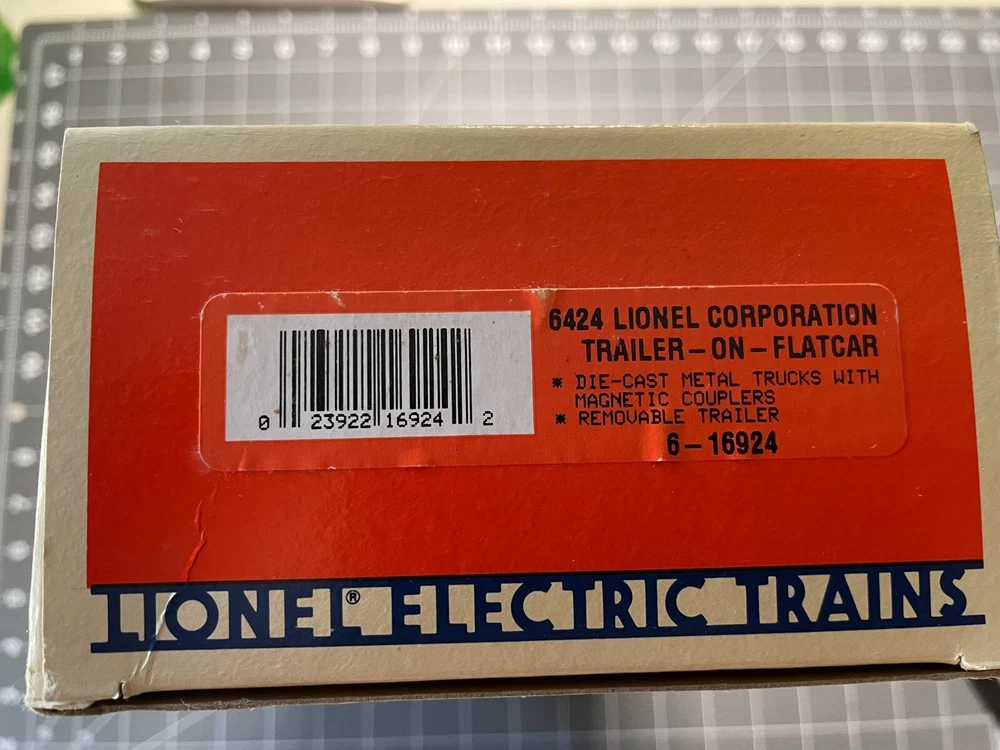 6424 LIONEL CORPORATION
TRAILER-ON-FLATCAR
* DIE-CAST METAL TRUCKS WITH
MAGNETIC COUPLERS
* REMOVABLE TRAILER
6-16924
0 23922 16924 2
LIONEL® ELECTRIC TRAINS